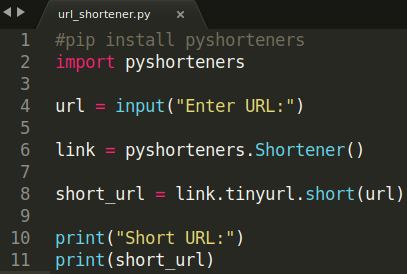 url_shortener.py ×
1 #pip install pyshorteners
2 import pyshorteners
3
4 url = input("Enter URL:")
5
6 link = pyshorteners.Shortener()
7
8 short_url = link.tinyurl.short(url)
9
10 print("Short URL:")
11 print(short_url)